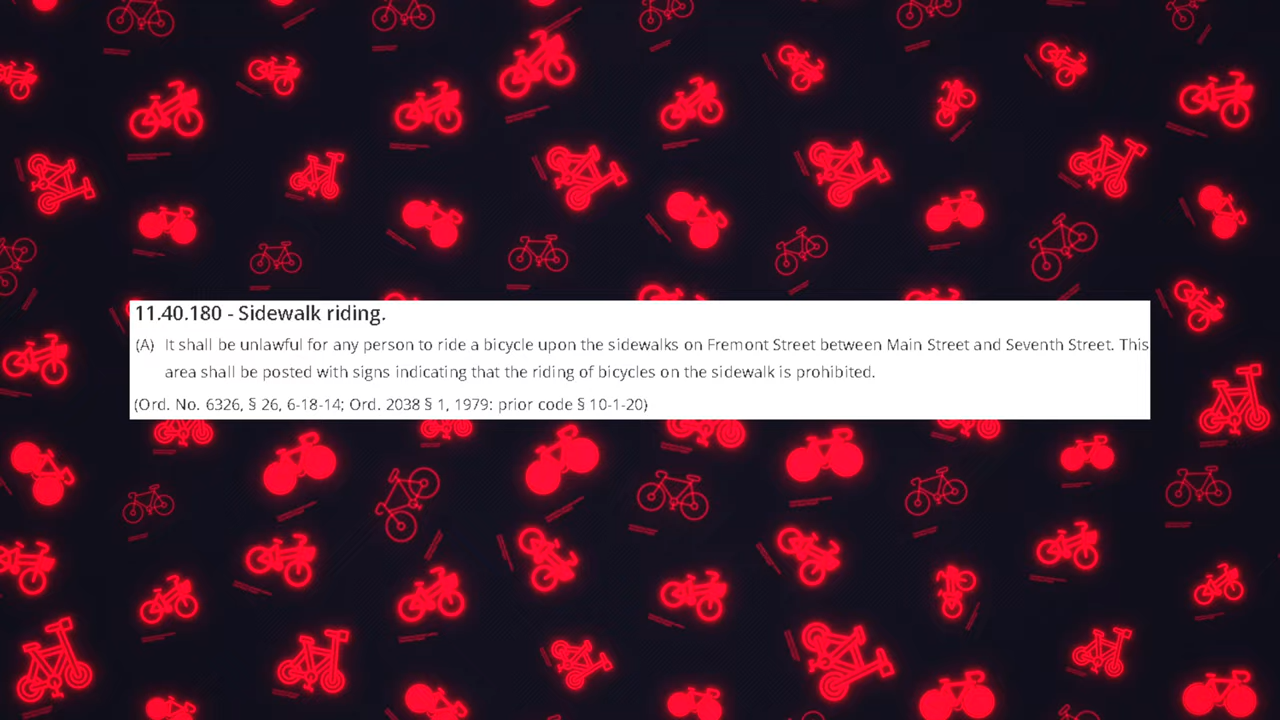 11.40.180 - Sidewalk riding.
(A) It shall be unlawful for any person to ride a bicycle upon the sidewalks on Fremont Street between Main Street and Seventh Street. This
area shall be posted with signs indicating that the riding of bicycles on the sidewalk is prohibited.
(Ord. No. 6326, § 26, 6-18-14; Ord. 2038 § 1, 1979: prior code § 10-1-20)